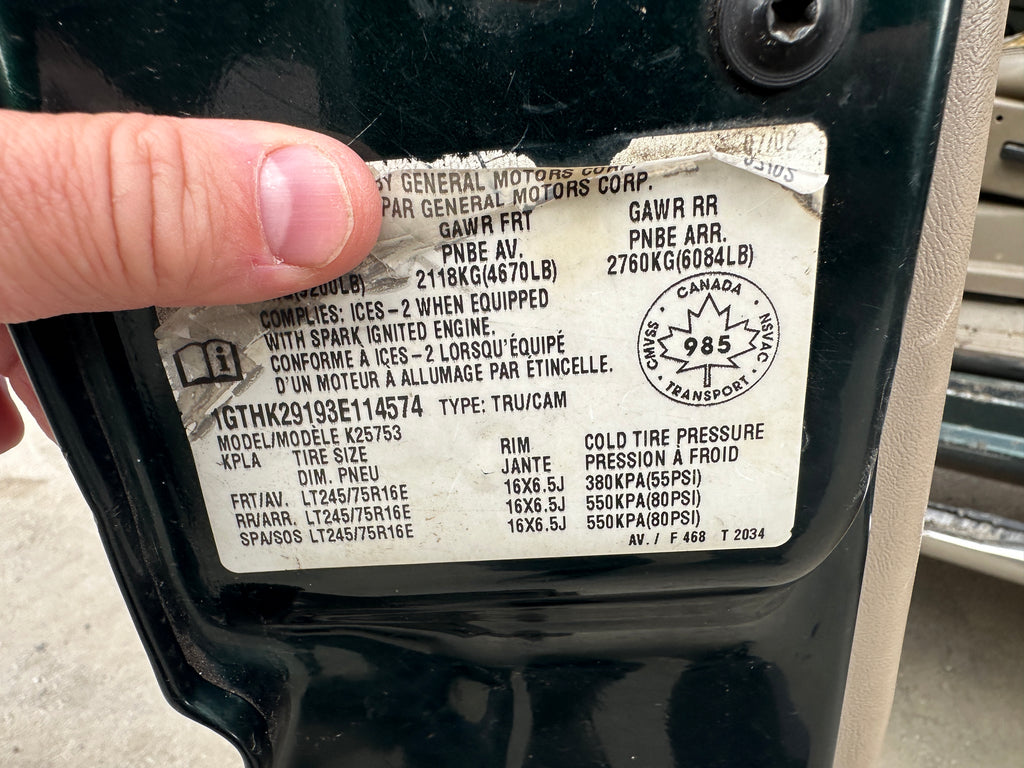 07/02
BY GENERAL MOTORS CORP.
PAR GENERAL MOTORS CORP.
GAWR FRT GAWR RR
PNBE AV. PNBE ARR.
2118KG(4670LB) 2760KG(6084LB)
COMPLIES: ICES-2 WHEN EQUIPPED
WITH SPARK IGNITED ENGINE.
CONFORME À ICES-2 LORSQU'ÉQUIPÉ
D'UN MOTEUR À ALLUMAGE PAR ÉTINCELLE.
CANADA
CMVSS 985 NSVAC
TRANSPORT
1GTHK29193E114574 TYPE: TRU/CAM
MODEL/MODÈLE K25753
KPLA TIRE SIZE RIM COLD TIRE PRESSURE
DIM. PNEU JANTE PRESSION À FROID
FRT/AV. LT245/75R16E 16X6.5J 380KPA(55PSI)
RR/ARR. LT245/75R16E 16X6.5J 550KPA(80PSI)
SPA/SOS LT245/75R16E 16X6.5J 550KPA(80PSI)
AV. / F 468 T 2034